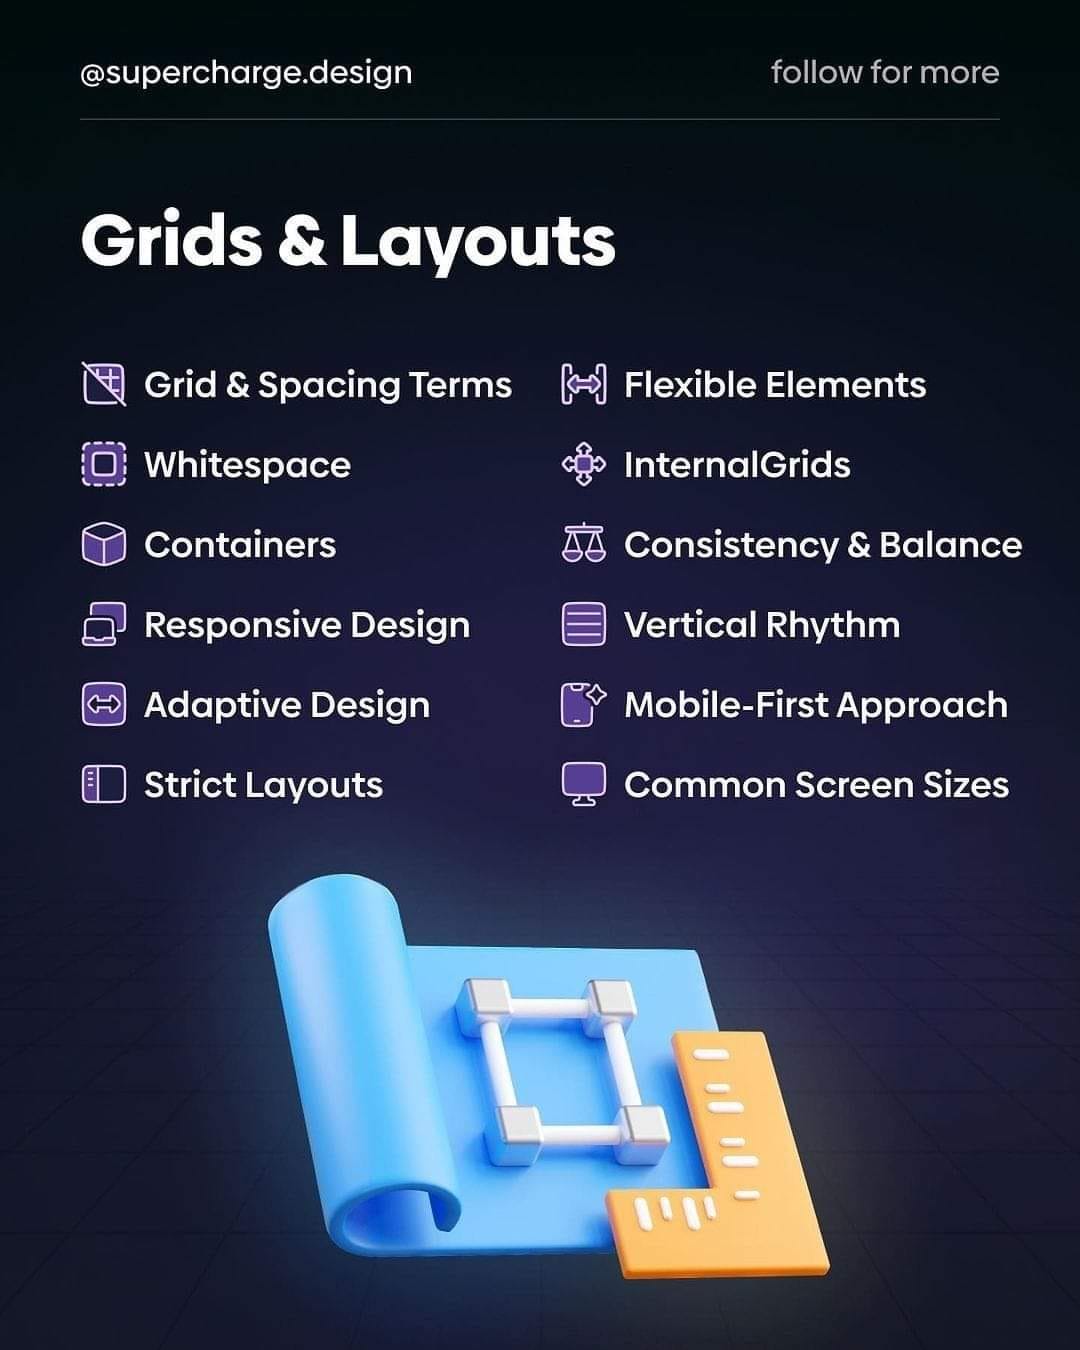 @supercharge.design
follow for more
Grids & Layouts
Grid & Spacing Terms
Whitespace
Containers
Responsive Design
Adaptive Design
Strict Layouts
Flexible Elements
InternalGrids
Consistency & Balance
Vertical Rhythm
Mobile-First Approach
Common Screen Sizes